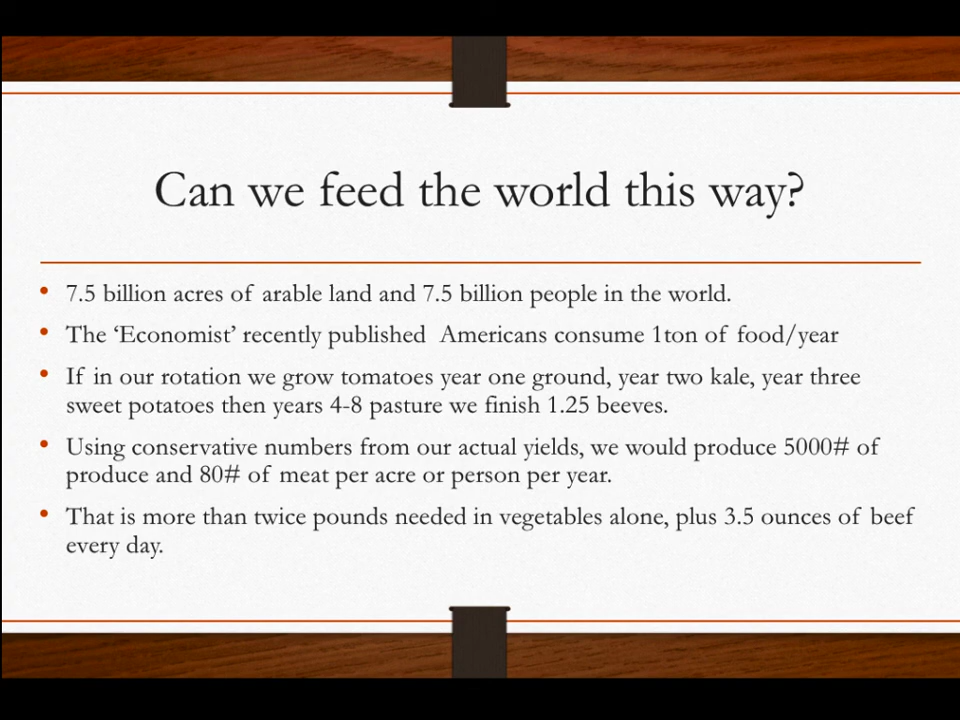 Can we feed the world this way?
• 7.5 billion acres of arable land and 7.5 billion people in the world.
• The ‘Economist’ recently published Americans consume 1ton of food/year
• If in our rotation we grow tomatoes year one ground, year two kale, year three
sweet potatoes then years 4-8 pasture we finish 1.25 beeves.
• Using conservative numbers from our actual yields, we would produce 5000# of
produce and 80# of meat per acre or person per year.
• That is more than twice pounds needed in vegetables alone, plus 3.5 ounces of beef
every day.